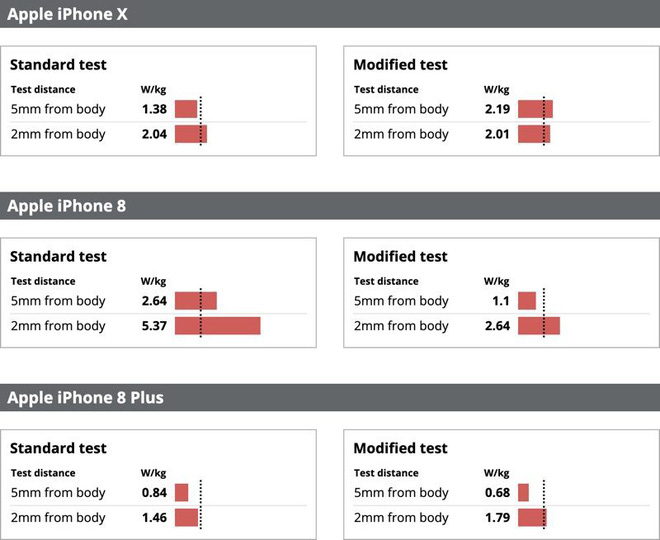 Apple iPhone X
Standard test
Test distance W/kg
5mm from body 1.38
2mm from body 2.04
Modified test
Test distance W/kg
5mm from body 2.19
2mm from body 2.01
Apple iPhone 8
Standard test
Test distance W/kg
5mm from body 2.64
2mm from body 5.37
Modified test
Test distance W/kg
5mm from body 1.1
2mm from body 2.64
Apple iPhone 8 Plus
Standard test
Test distance W/kg
5mm from body 0.84
2mm from body 1.46
Modified test
Test distance W/kg
5mm from body 0.68
2mm from body 1.79